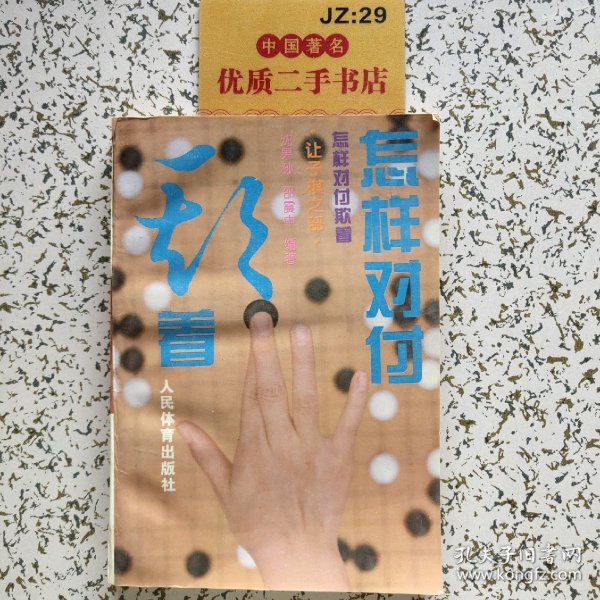 JZ:29
中国著名
优质二手书店
怎样对付
欺着
怎样对付欺着
让子棋之部
编著
人民体育出版社
孔夫子旧书网
www.kongfz.com